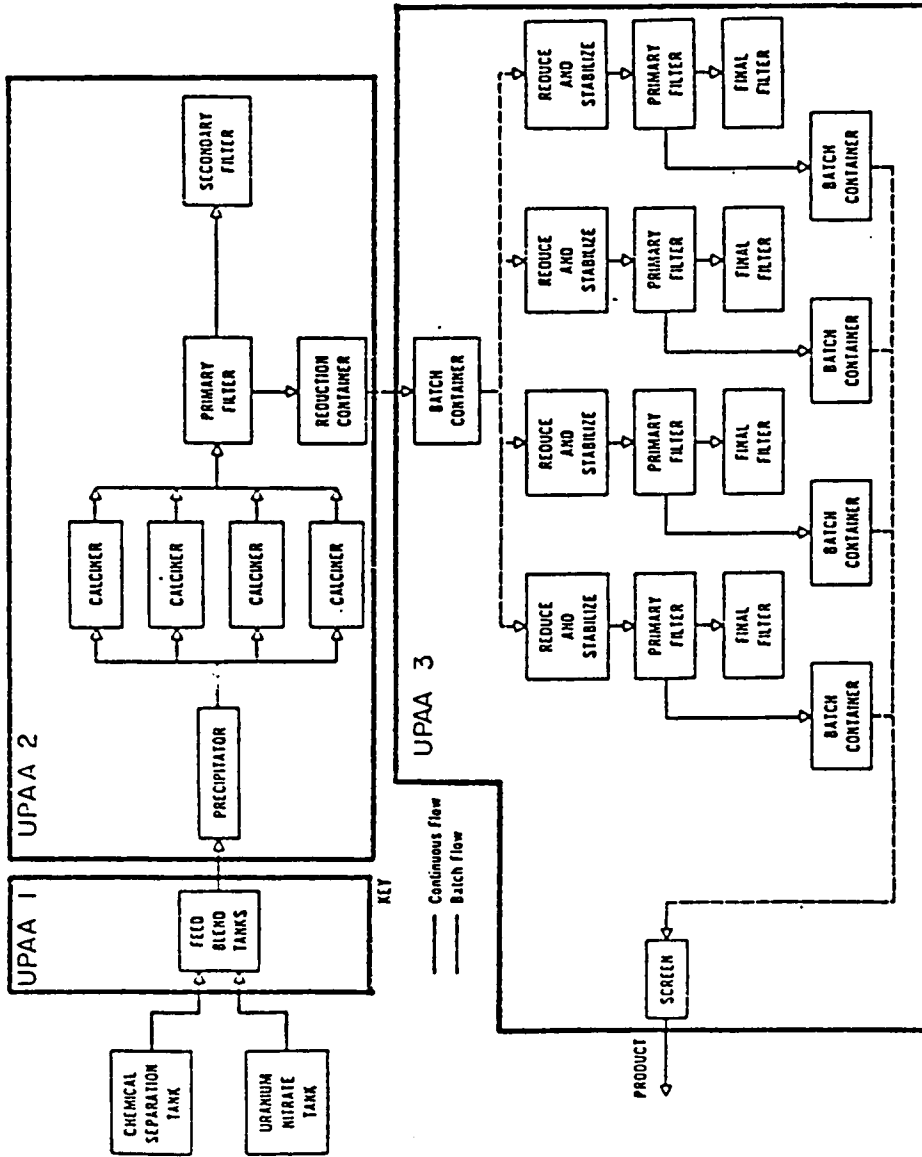 UPAA 1
CHEMICAL
SEPARATION
TANK
URANIUM
NITRATE
TANK
FEED
BLEND
TANKS
KEY
Continuous Flow
Batch Flow
UPAA 2
PRECIPITATOR
CALCINER
CALCINER
CALCINER
CALCINER
PRIMARY
FILTER
SECONDARY
FILTER
REDUCTION
CONTAINER
UPAA 3
BATCH
CONTAINER
REDUCE
AND
STABILIZE
REDUCE
AND
STABILIZE
REDUCE
AND
STABILIZE
REDUCE
AND
STABILIZE
PRIMARY
FILTER
PRIMARY
FILTER
PRIMARY
FILTER
PRIMARY
FILTER
FINAL
FILTER
FINAL
FILTER
FINAL
FILTER
FINAL
FILTER
BATCH
CONTAINER
BATCH
CONTAINER
BATCH
CONTAINER
BATCH
CONTAINER
SCREEN
PRODUCT